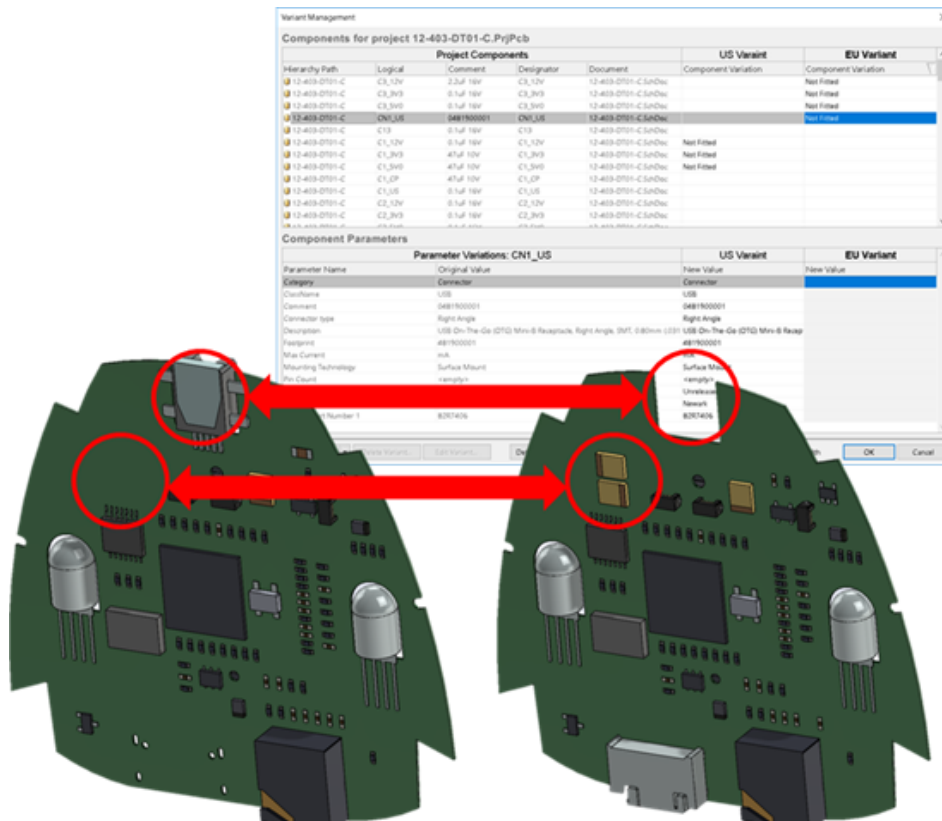 Variant Management
Components for project 12-403-DT01-C.PrjPcb
Project Components US Varaint EU Variant
Hierarchy Path Logical Comment Designator Document Component Variation Component Variation
12-403-DT01-C C3_12V 2.2uF 16V C3_12V 12-403-DT01-C.SchDoc Not Fitted
12-403-DT01-C C3_3V3 0.1uF 16V C3_3V3 12-403-DT01-C.SchDoc Not Fitted
12-403-DT01-C C3_5V0 0.1uF 16V C3_5V0 12-403-DT01-C.SchDoc Not Fitted
12-403-DT01-C CN1_US 0481900001 CN1_US 12-403-DT01-C.SchDoc Not Fitted
12-403-DT01-C C13 0.1uF 16V C13 12-403-DT01-C.SchDoc
12-403-DT01-C C1_12V 0.1uF 16V C1_12V 12-403-DT01-C.SchDoc Not Fitted
12-403-DT01-C C1_3V3 47uF 10V C1_3V3 12-403-DT01-C.SchDoc Not Fitted
12-403-DT01-C C1_5V0 47uF 10V C1_5V0 12-403-DT01-C.SchDoc Not Fitted
12-403-DT01-C C1_CP 47uF 10V C1_CP 12-403-DT01-C.SchDoc
12-403-DT01-C C1_US 0.1uF 16V C1_US 12-403-DT01-C.SchDoc
12-403-DT01-C C2_12V 0.1uF 16V C2_12V 12-403-DT01-C.SchDoc
12-403-DT01-C C2_3V3 0.1uF 16V C2_3V3 12-403-DT01-C.SchDoc
Component Parameters
Parameter Variations: CN1_US US Varaint EU Variant
Parameter Name Original Value New Value New Value
Category Connector Connector
ClassName USB USB
Comment 0481900001 0481900001
Connector type Right Angle Right Angle
Description USB On-The-Go (OTG) Mini-B Receptacle, Right Angle, SMT, 0.80mm USB On-The-Go (OTG) Mini-B Recep
Footprint 481900001 481900001
Max Current mA mA
Mounting Technology Surface Mount Surface Mount
Pin Count <empty> <empty>
Newark
Number 1 82R7406 82R7406
Edit Variant... OK Cancel